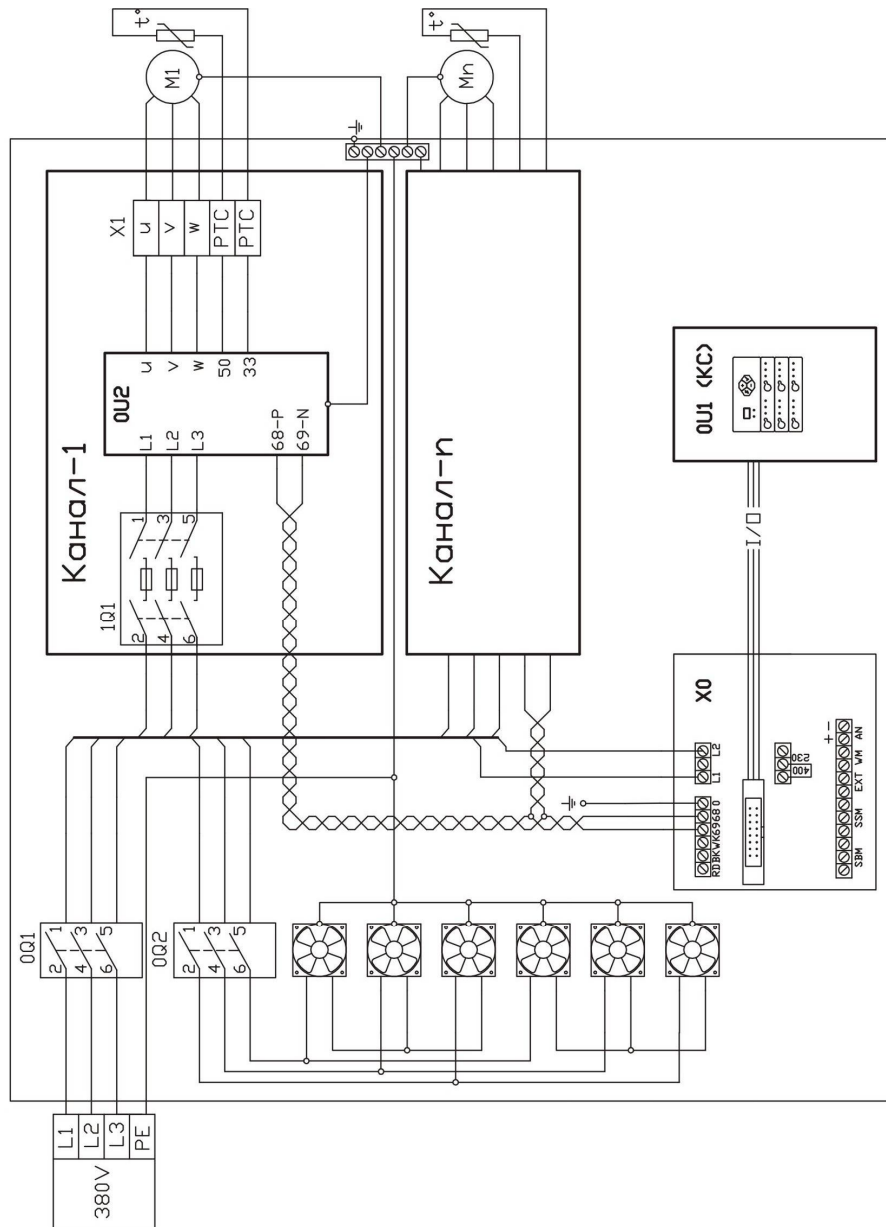 380V
L1
L2
L3
PE
0Q1
2 1
4 3
6 5
0Q2
2 1
4 3
6 5
Канал-1
1Q1
2 1
4 3
6 5
0U2
L1
L2
L3
68-P
69-N
u
v
w
50
33
X1
u
v
w
PTC
PTC
M1
t°
Канал-n
Mn
t°
X0
RD BK WK 69 68 0
L1 L2
400 230
SBM SSM EXT WM AN
+ -
I/O
0U1 (KC)